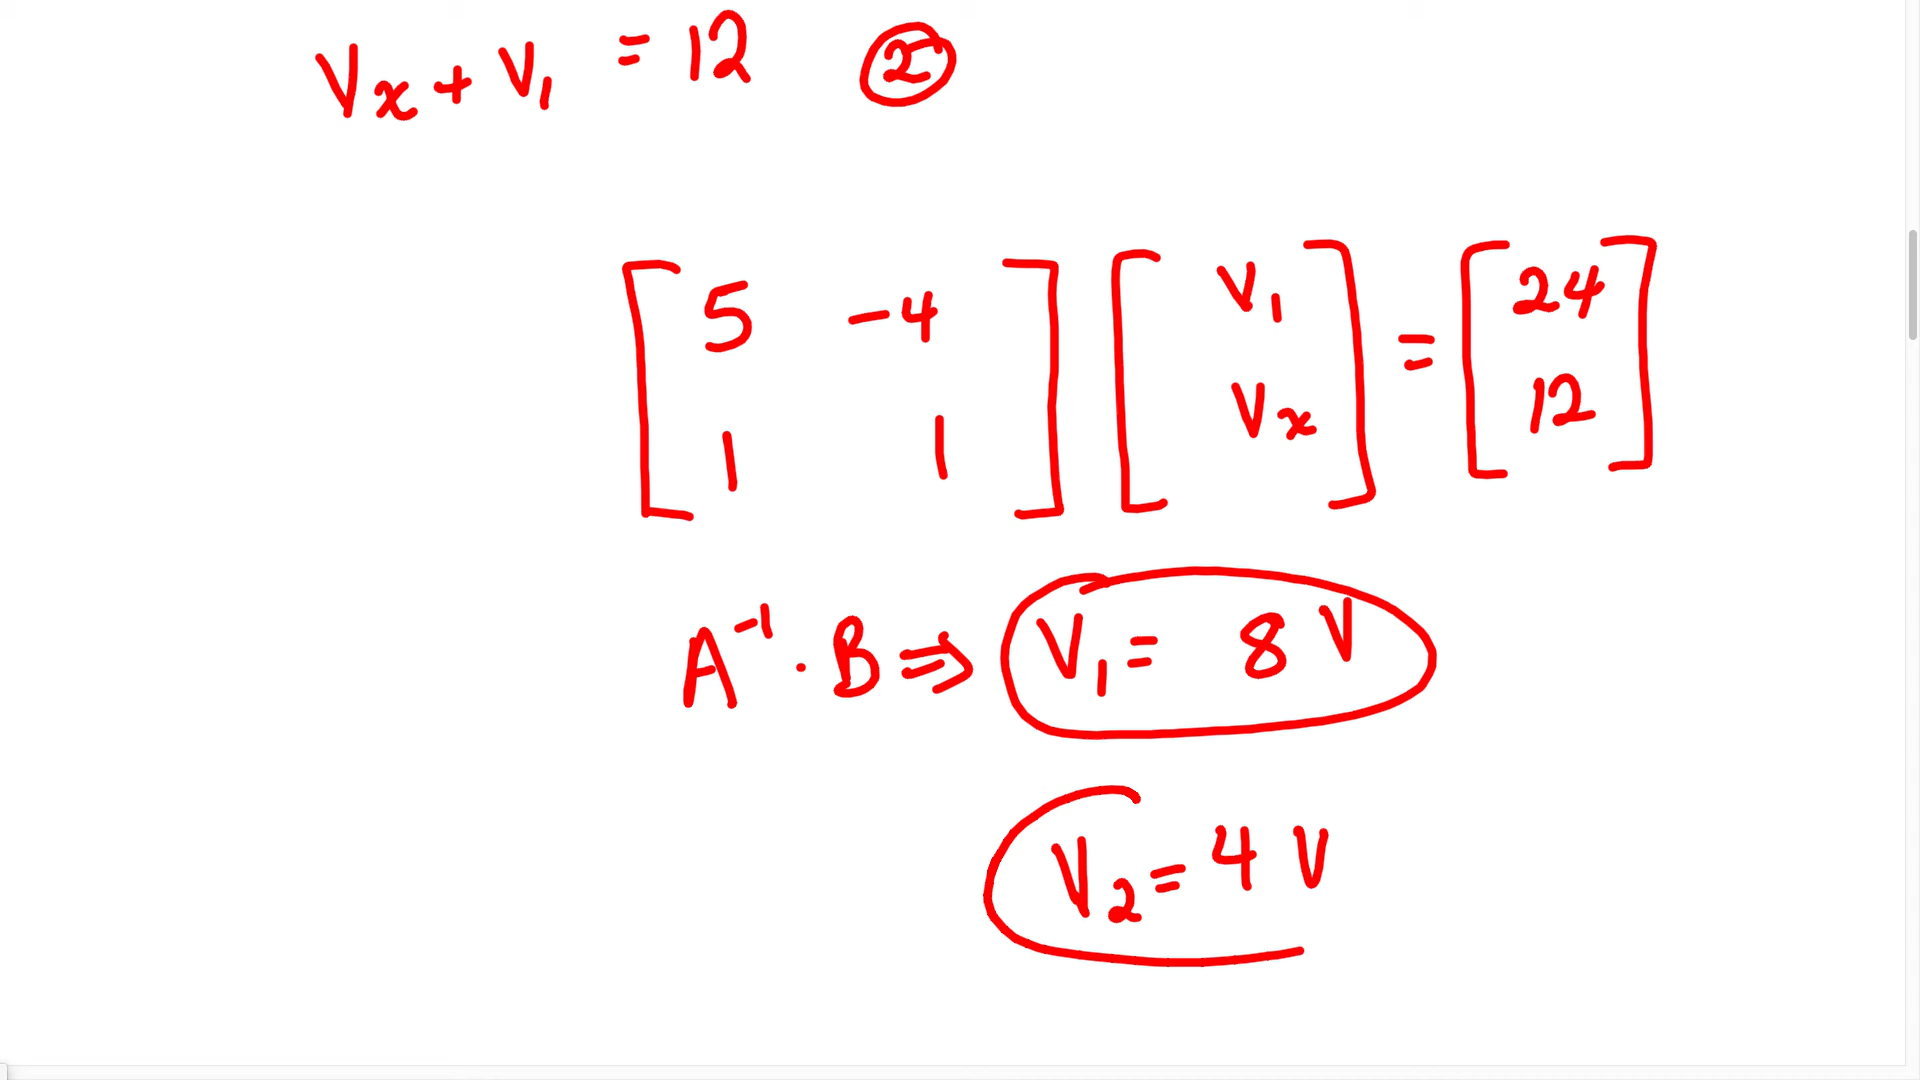 Vx + V₁ = 12 ②
[5 -4] [V₁] = [24]
[1 1] [Vx] [12]
A⁻¹ · B ⇒ V₁ = 8 V
V₂ = 4 V